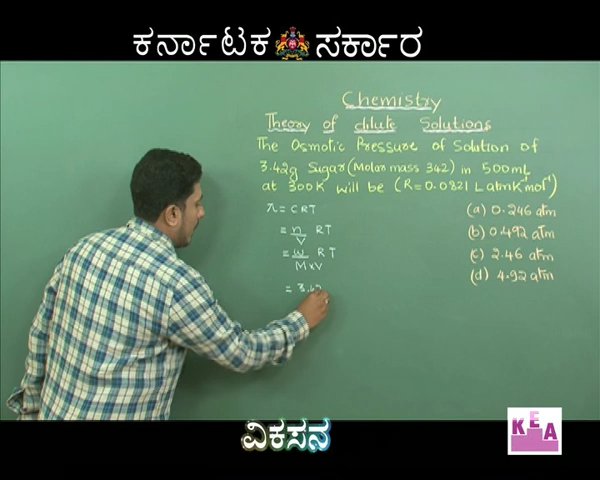 ಕರ್ನಾಟಕ ಸರ್ಕಾರ
Chemistry
Theory of dilute Solutions
The Osmotic Pressure of Solution of
3.42g Sugar (Molar mass 342) in 500mL
at 300K will be (R=0.0821 L atm K⁻¹ mol⁻¹)
π = CRT
= n/V RT
= w/M×V RT
= 3.42
(a) 0.246 atm
(b) 0.492 atm
(c) 2.46 atm
(d) 4.92 atm
ವಿಕಸನ
KEA